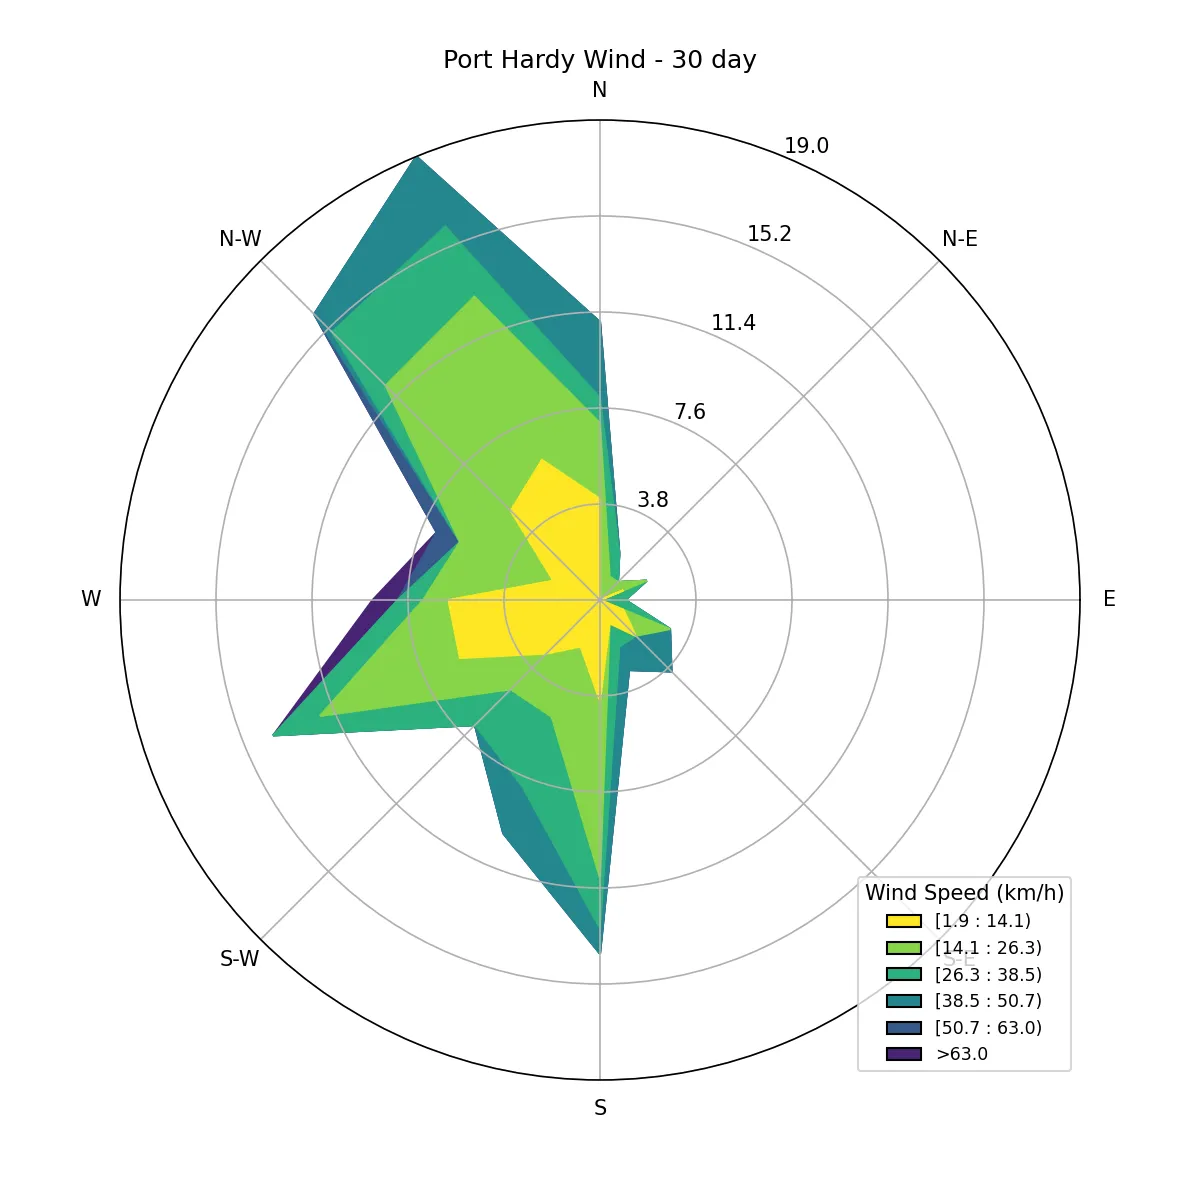 Port Hardy Wind - 30 day
N
19.0
N-W
15.2
N-E
11.4
7.6
3.8
W
E
S-W
S-E
S
Wind Speed (km/h)
[1.9 : 14.1)
[14.1 : 26.3)
[26.3 : 38.5)
[38.5 : 50.7)
[50.7 : 63.0)
>63.0